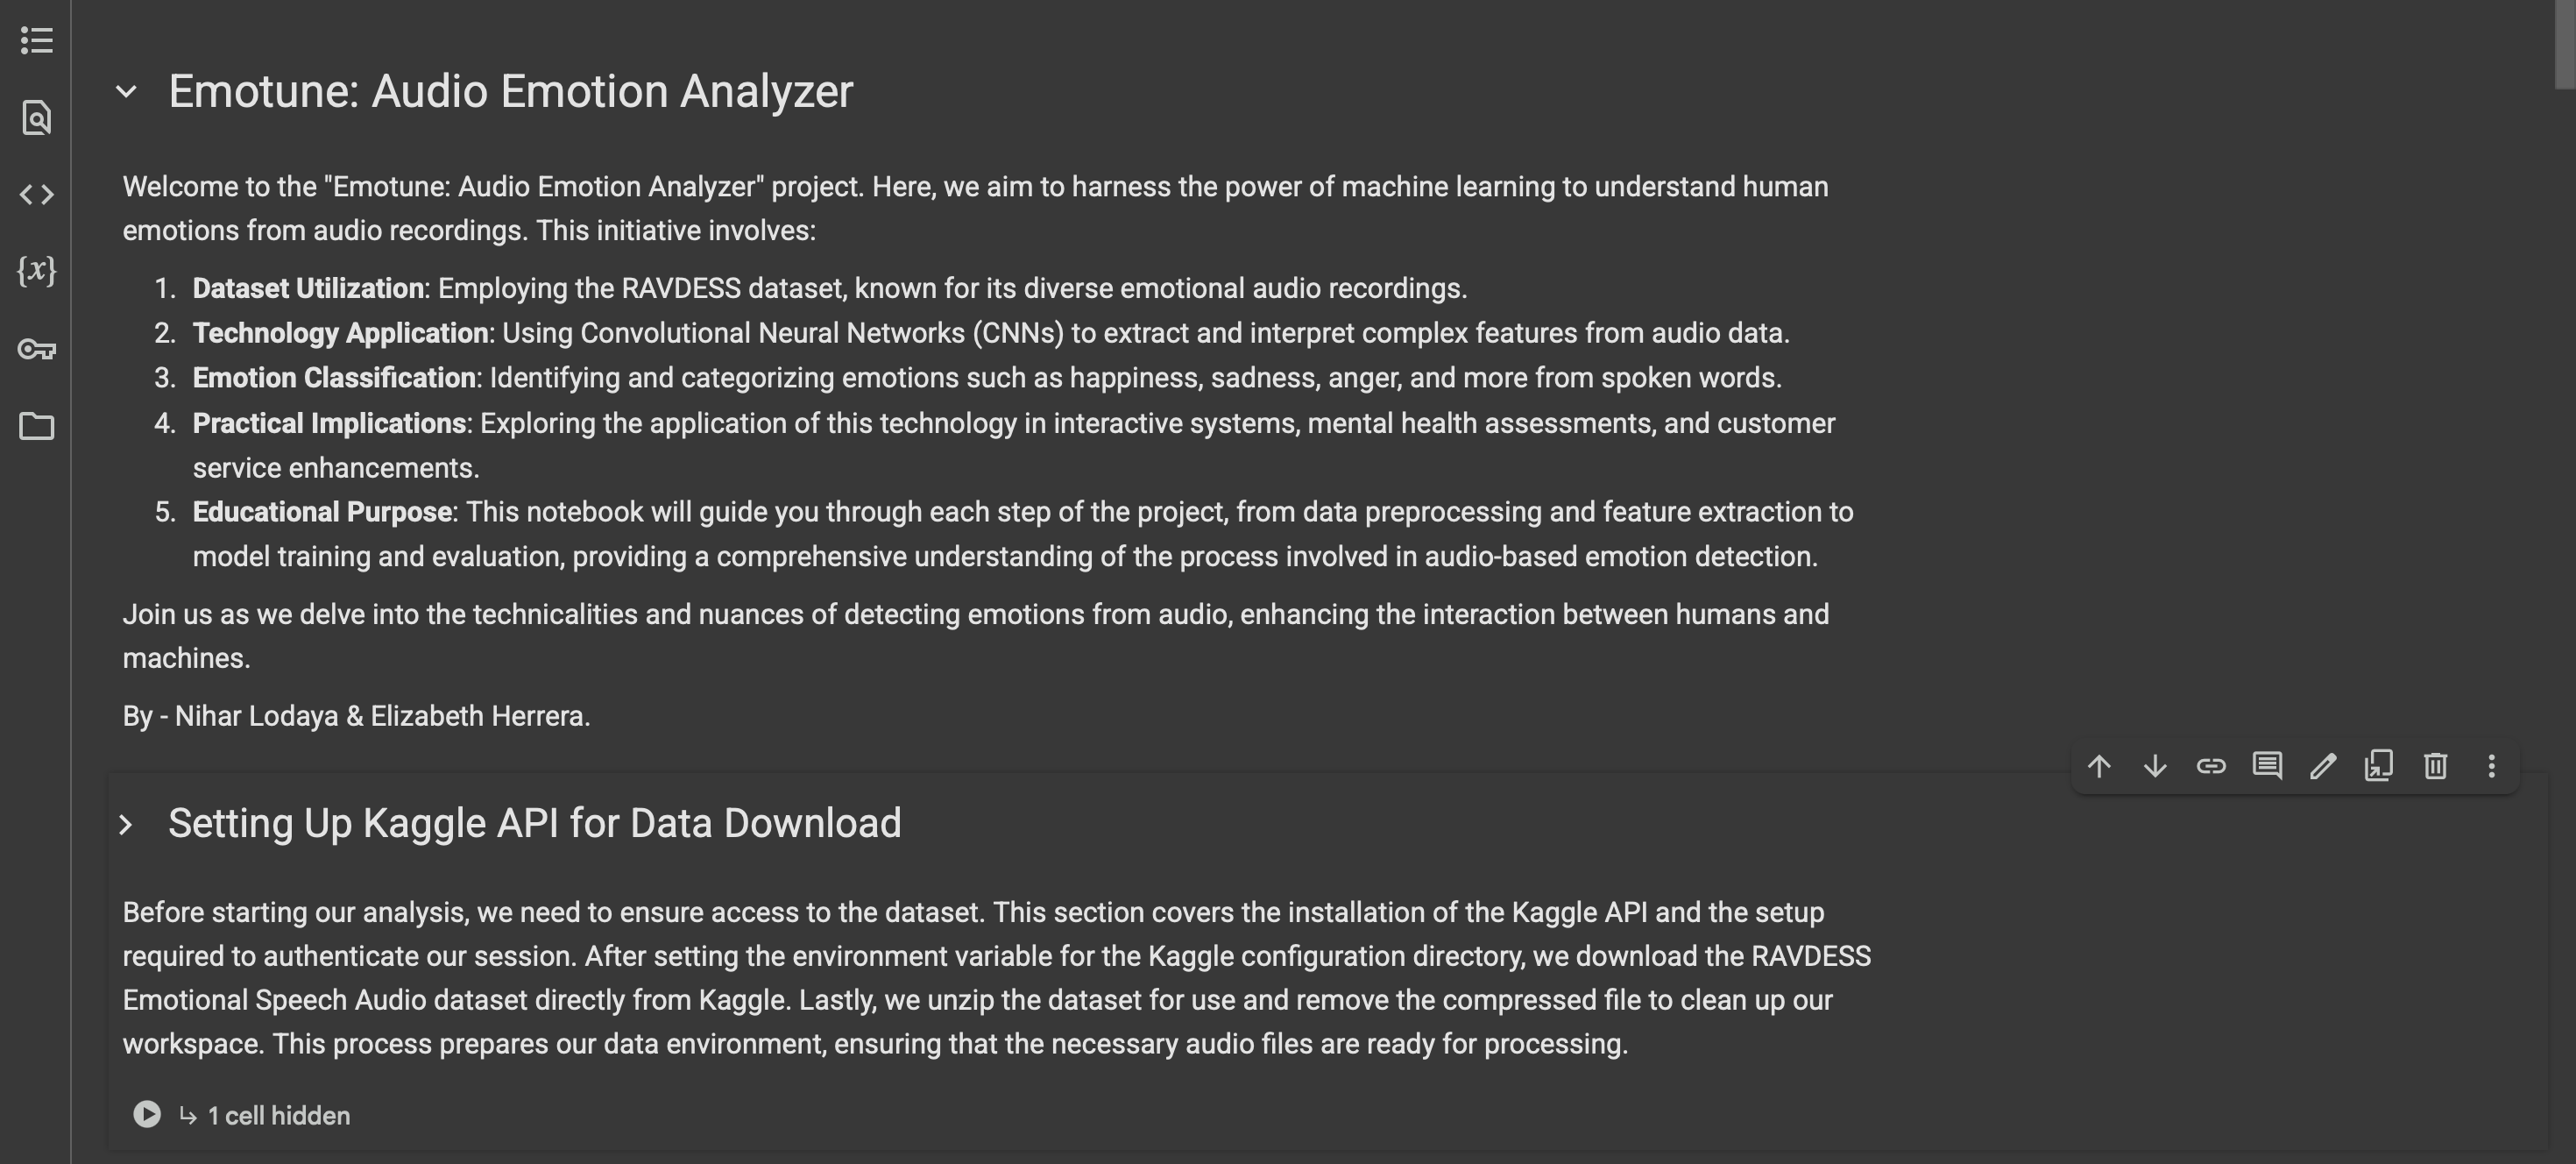 Emotune: Audio Emotion Analyzer
Welcome to the "Emotune: Audio Emotion Analyzer" project. Here, we aim to harness the power of machine learning to understand human
emotions from audio recordings. This initiative involves:
1. Dataset Utilization: Employing the RAVDESS dataset, known for its diverse emotional audio recordings.
2. Technology Application: Using Convolutional Neural Networks (CNNs) to extract and interpret complex features from audio data.
3. Emotion Classification: Identifying and categorizing emotions such as happiness, sadness, anger, and more from spoken words.
4. Practical Implications: Exploring the application of this technology in interactive systems, mental health assessments, and customer
service enhancements.
5. Educational Purpose: This notebook will guide you through each step of the project, from data preprocessing and feature extraction to
model training and evaluation, providing a comprehensive understanding of the process involved in audio-based emotion detection.
Join us as we delve into the technicalities and nuances of detecting emotions from audio, enhancing the interaction between humans and
machines.
By - Nihar Lodaya & Elizabeth Herrera.
Setting Up Kaggle API for Data Download
Before starting our analysis, we need to ensure access to the dataset. This section covers the installation of the Kaggle API and the setup
required to authenticate our session. After setting the environment variable for the Kaggle configuration directory, we download the RAVDESS
Emotional Speech Audio dataset directly from Kaggle. Lastly, we unzip the dataset for use and remove the compressed file to clean up our
workspace. This process prepares our data environment, ensuring that the necessary audio files are ready for processing.
1 cell hidden
{x}